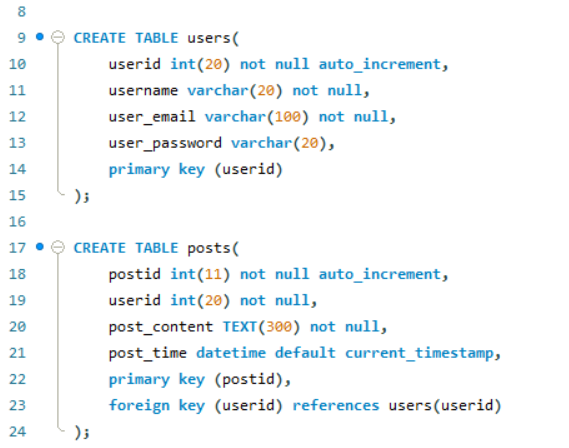 8
9 CREATE TABLE users(
10 userid int(20) not null auto_increment,
11 username varchar(20) not null,
12 user_email varchar(100) not null,
13 user_password varchar(20),
14 primary key (userid)
15 );
16
17 CREATE TABLE posts(
18 postid int(11) not null auto_increment,
19 userid int(20) not null,
20 post_content TEXT(300) not null,
21 post_time datetime default current_timestamp,
22 primary key (postid),
23 foreign key (userid) references users(userid)
24 );